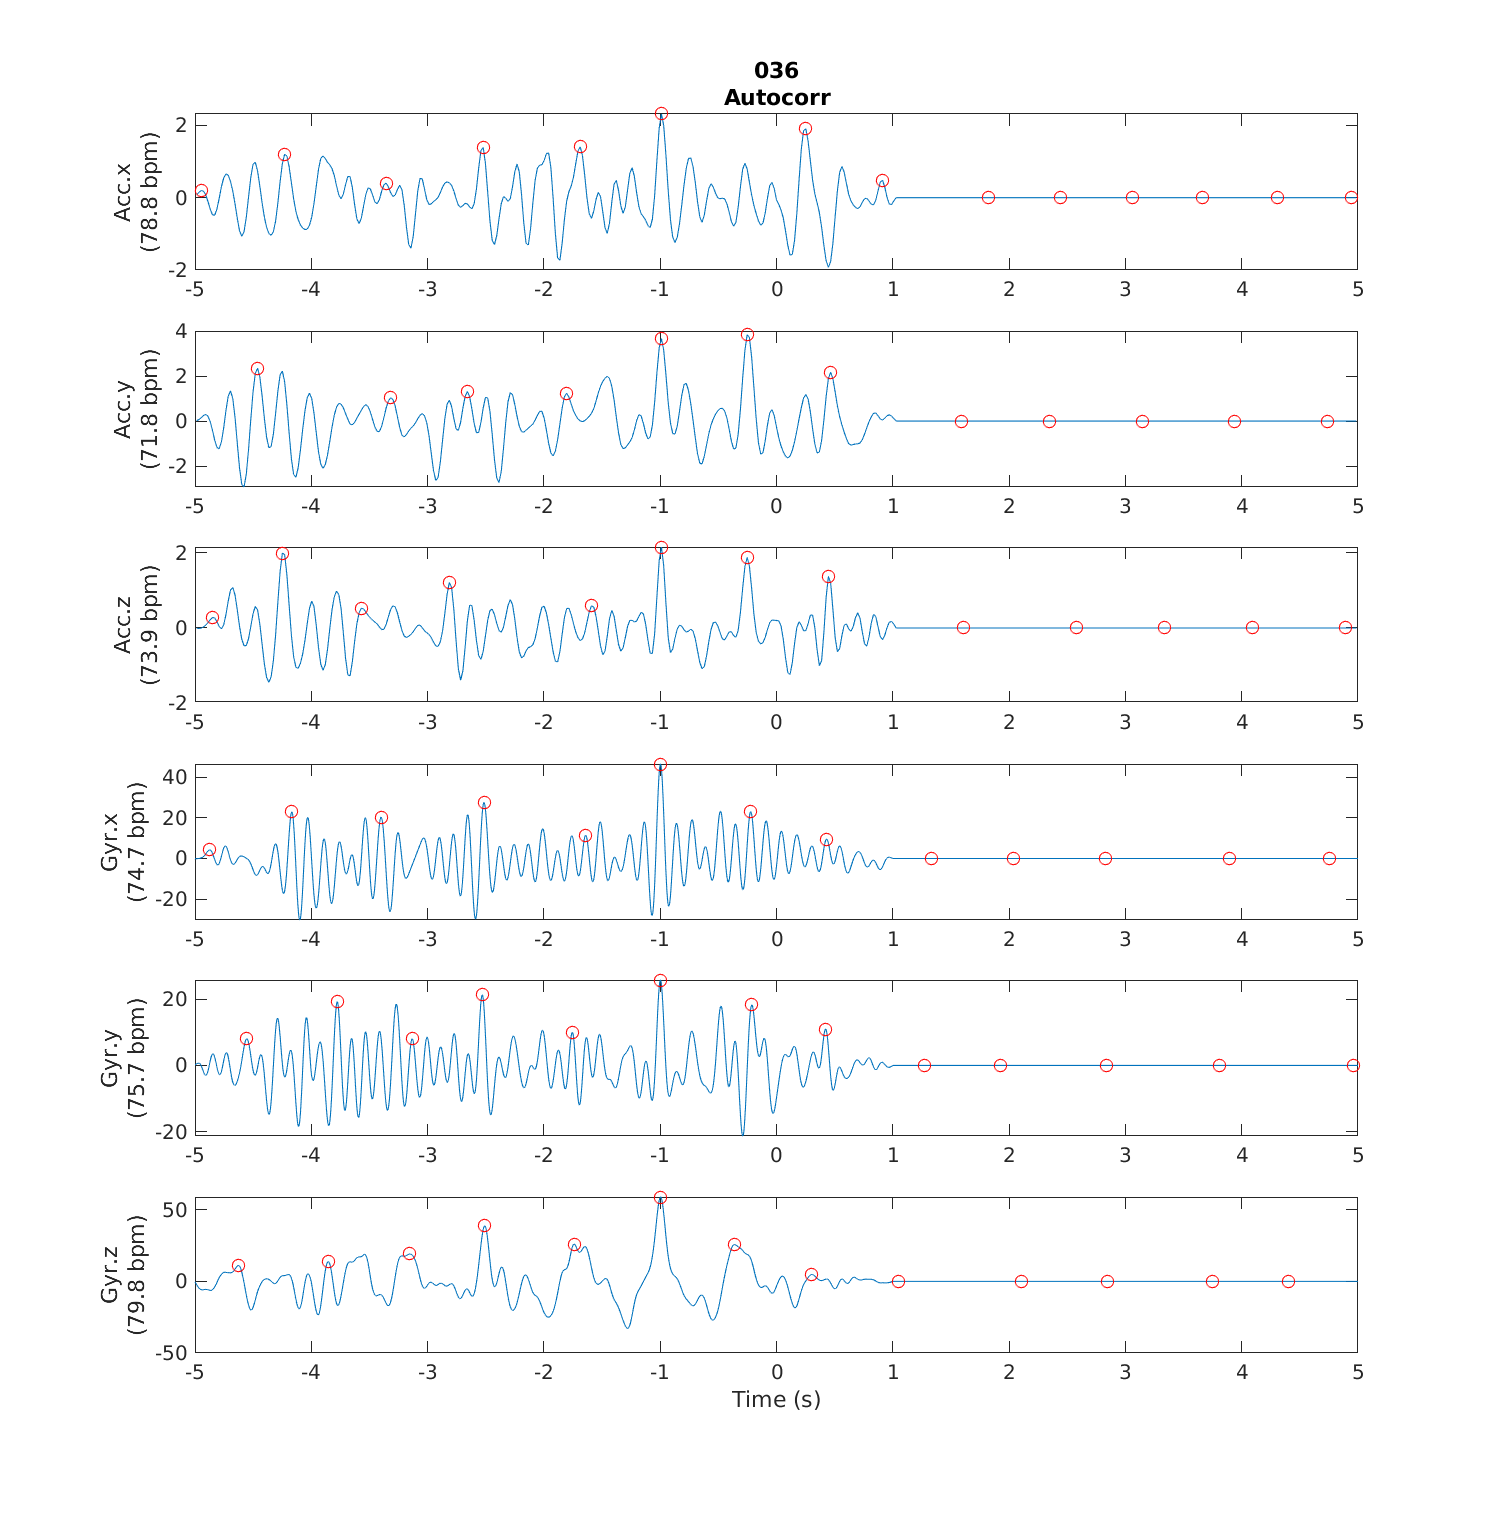 036
Autocorr
Acc.x
(78.8 bpm)
2
0
-2
-5 -4 -3 -2 -1 0 1 2 3 4 5
Acc.y
(71.8 bpm)
4
2
0
-2
-5 -4 -3 -2 -1 0 1 2 3 4 5
Acc.z
(73.9 bpm)
2
0
-2
-5 -4 -3 -2 -1 0 1 2 3 4 5
Gyr.x
(74.7 bpm)
40
20
0
-20
-5 -4 -3 -2 -1 0 1 2 3 4 5
Gyr.y
(75.7 bpm)
20
0
-20
-5 -4 -3 -2 -1 0 1 2 3 4 5
Gyr.z
(79.8 bpm)
50
0
-50
-5 -4 -3 -2 -1 0 1 2 3 4 5
Time (s)